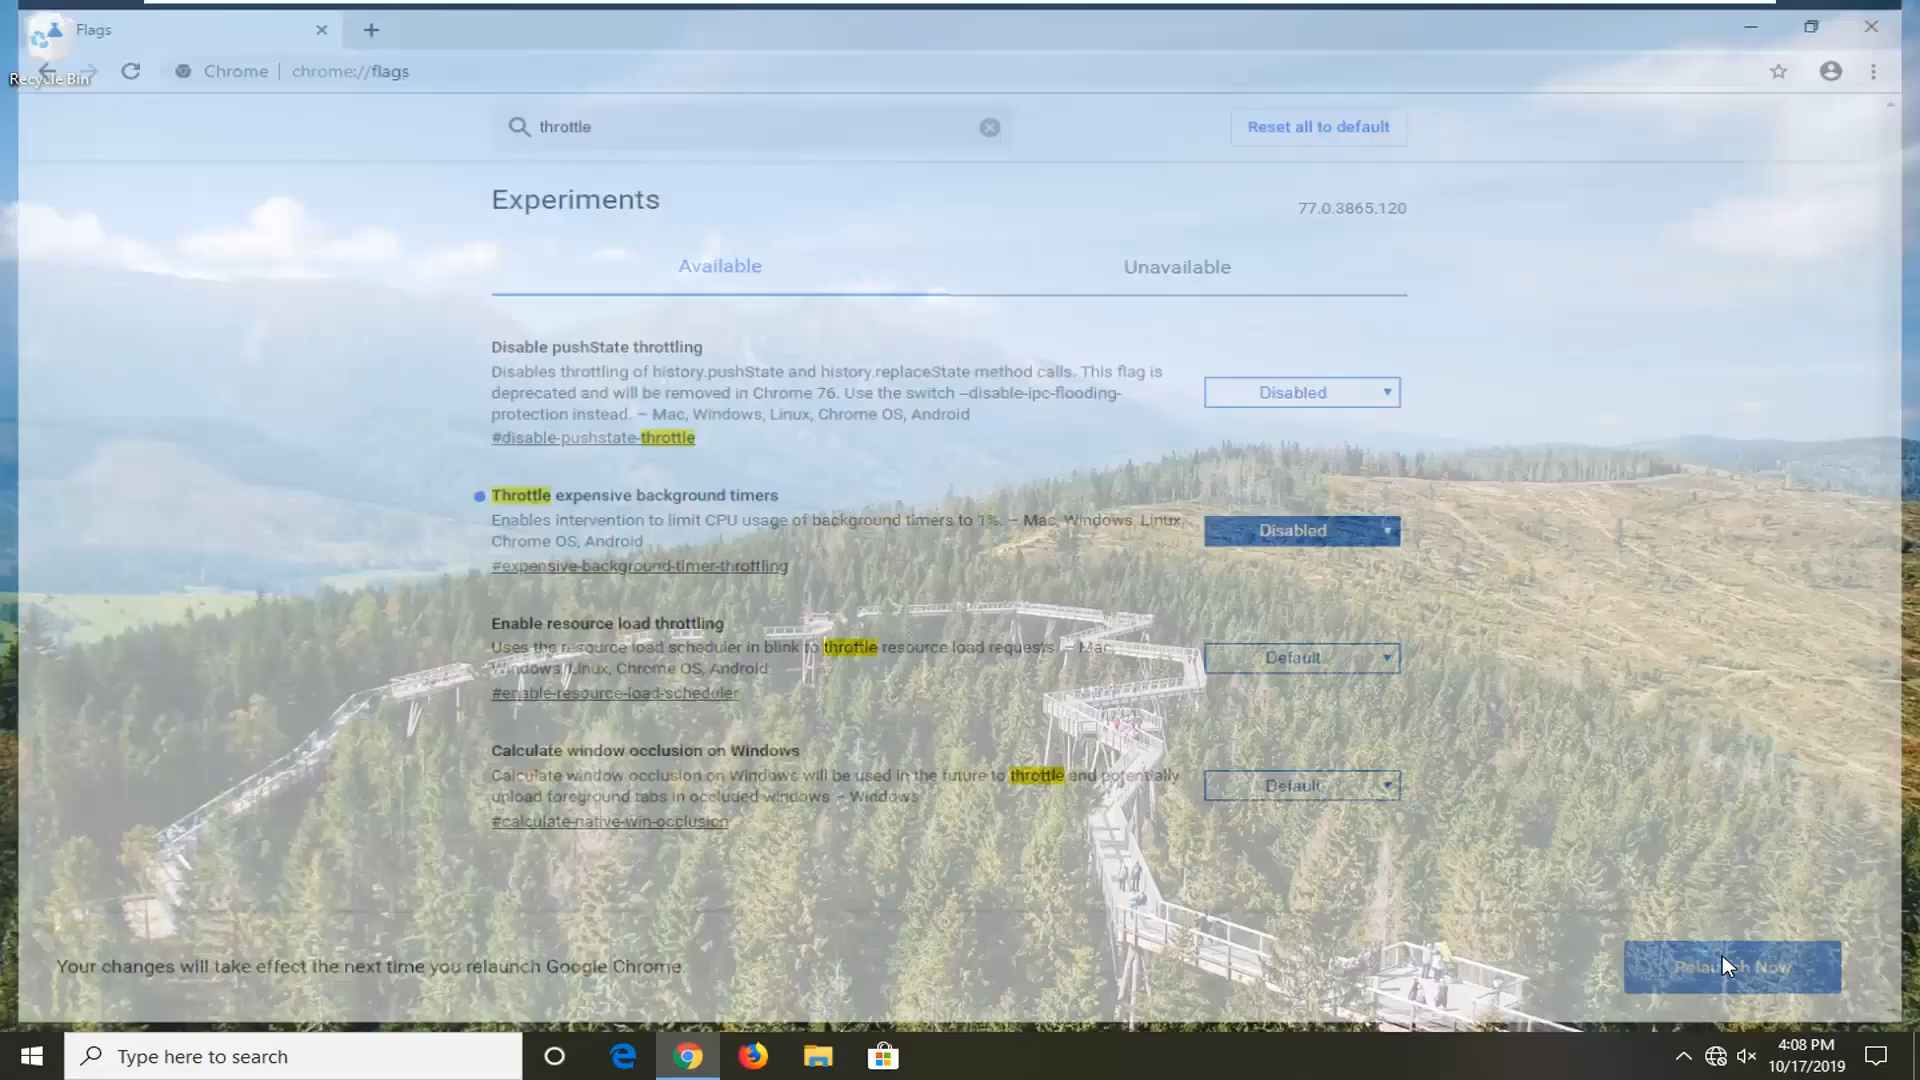 Flags
Recycle Bin
Chrome | chrome://flags
throttle
Reset all to default
Experiments
77.0.3865.120
Available
Unavailable
Disable pushState throttling
Disables throttling of history.pushState and history.replaceState method calls. This flag is
deprecated and will be removed in Chrome 76. Use the switch --disable-ipc-flooding-
protection instead. – Mac, Windows, Linux, Chrome OS, Android
#disable-pushstate-throttle
Disabled
Throttle expensive background timers
Enables intervention to limit CPU usage of background timers to 1%. – Mac, Windows, Linux,
Chrome OS, Android
#expensive-background-timer-throttling
Disabled
Enable resource load throttling
Uses the resource load scheduler in blink to throttle resource load requests. – Mac,
Windows, Linux, Chrome OS, Android
#enable-resource-load-scheduler
Default
Calculate window occlusion on Windows
Calculate window occlusion on Windows will be used in the future to throttle and potentially
upload foreground tabs in occluded windows – Windows
#calculate-native-win-occlusion
Default
Your changes will take effect the next time you relaunch Google Chrome.
Relaunch Now
Type here to search
4:08 PM
10/17/2019